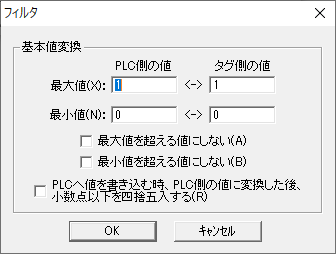 フィルタ
基本値変換
PLC側の値 タグ側の値
最大値(X): 1 <-> 1
最小値(N): 0 <-> 0
最大値を超える値にしない(A)
最小値を超える値にしない(B)
PLCへ値を書き込む時、PLC側の値に変換した後、
小数点以下を四捨五入する(R)
OK キャンセル